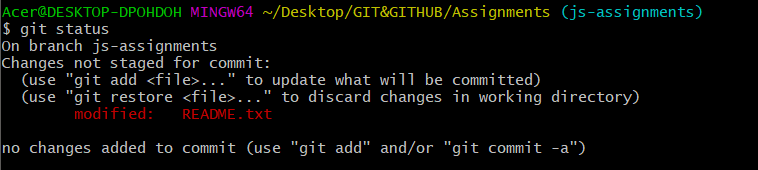 Acer@DESKTOP-DPOHDOH MINGW64 ~/Desktop/GIT&GITHUB/Assignments (js-assignments)
$ git status
On branch js-assignments
Changes not staged for commit:
  (use "git add <file>..." to update what will be committed)
  (use "git restore <file>..." to discard changes in working directory)
        modified:   README.txt

no changes added to commit (use "git add" and/or "git commit -a")